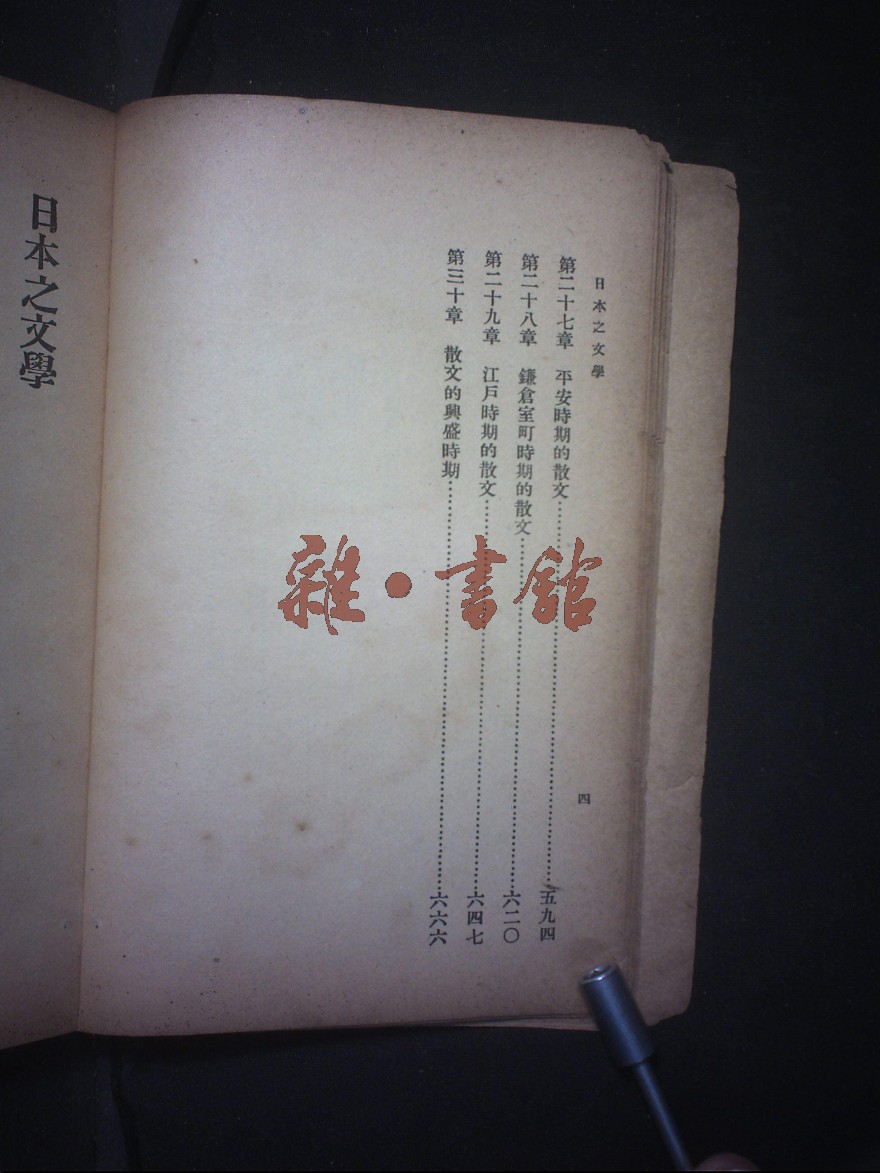 日本之文學
四
第二十七章　平安時期的散文……五九四
第二十八章　鎌倉室町時期的散文……六二〇
第二十九章　江戶時期的散文……六四七
第三十章　散文的興盛時期……六六六
日本之文學
雜·書館